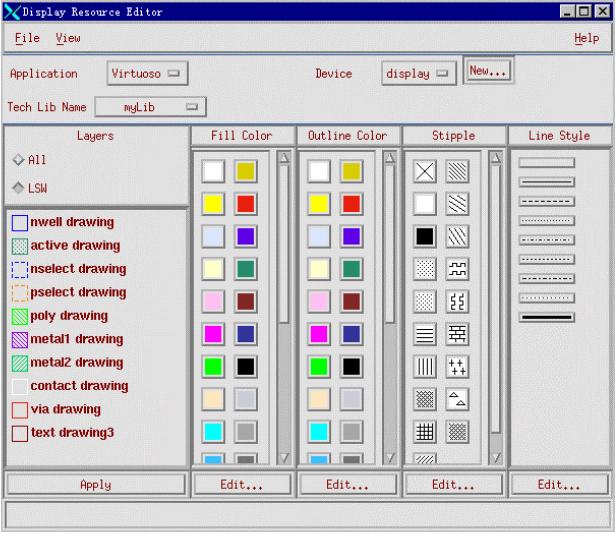 Display Resource Editor
File View Help
Application Virtuoso Device display New...
Tech Lib Name myLib
Layers Fill Color Outline Color Stipple Line Style
All
LSW
nwell drawing
active drawing
nselect drawing
pselect drawing
poly drawing
metal1 drawing
metal2 drawing
contact drawing
via drawing
text drawing3
Apply Edit... Edit... Edit... Edit...